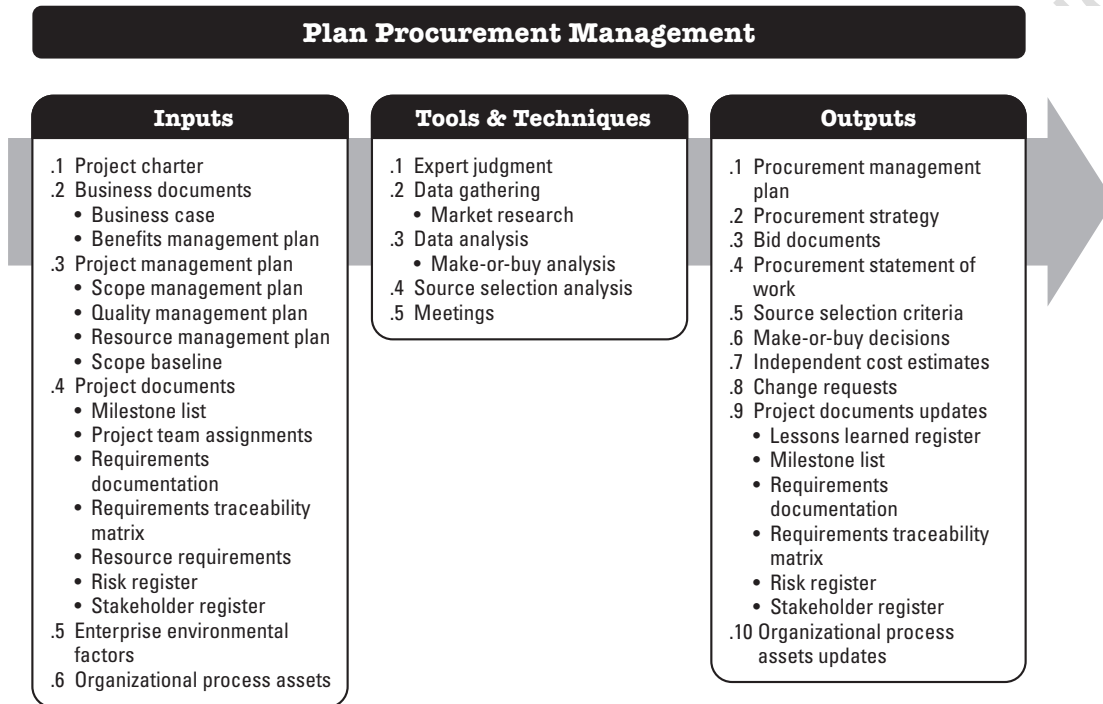 Plan Procurement Management
Inputs
.1 Project charter
.2 Business documents
• Business case
• Benefits management plan
.3 Project management plan
• Scope management plan
• Quality management plan
• Resource management plan
• Scope baseline
.4 Project documents
• Milestone list
• Project team assignments
• Requirements
documentation
• Requirements traceability
matrix
• Resource requirements
• Risk register
• Stakeholder register
.5 Enterprise environmental
factors
.6 Organizational process assets
Tools & Techniques
.1 Expert judgment
.2 Data gathering
• Market research
.3 Data analysis
• Make-or-buy analysis
.4 Source selection analysis
.5 Meetings
Outputs
.1 Procurement management
plan
.2 Procurement strategy
.3 Bid documents
.4 Procurement statement of
work
.5 Source selection criteria
.6 Make-or-buy decisions
.7 Independent cost estimates
.8 Change requests
.9 Project documents updates
• Lessons learned register
• Milestone list
• Requirements
documentation
• Requirements traceability
matrix
• Risk register
• Stakeholder register
.10 Organizational process
assets updates